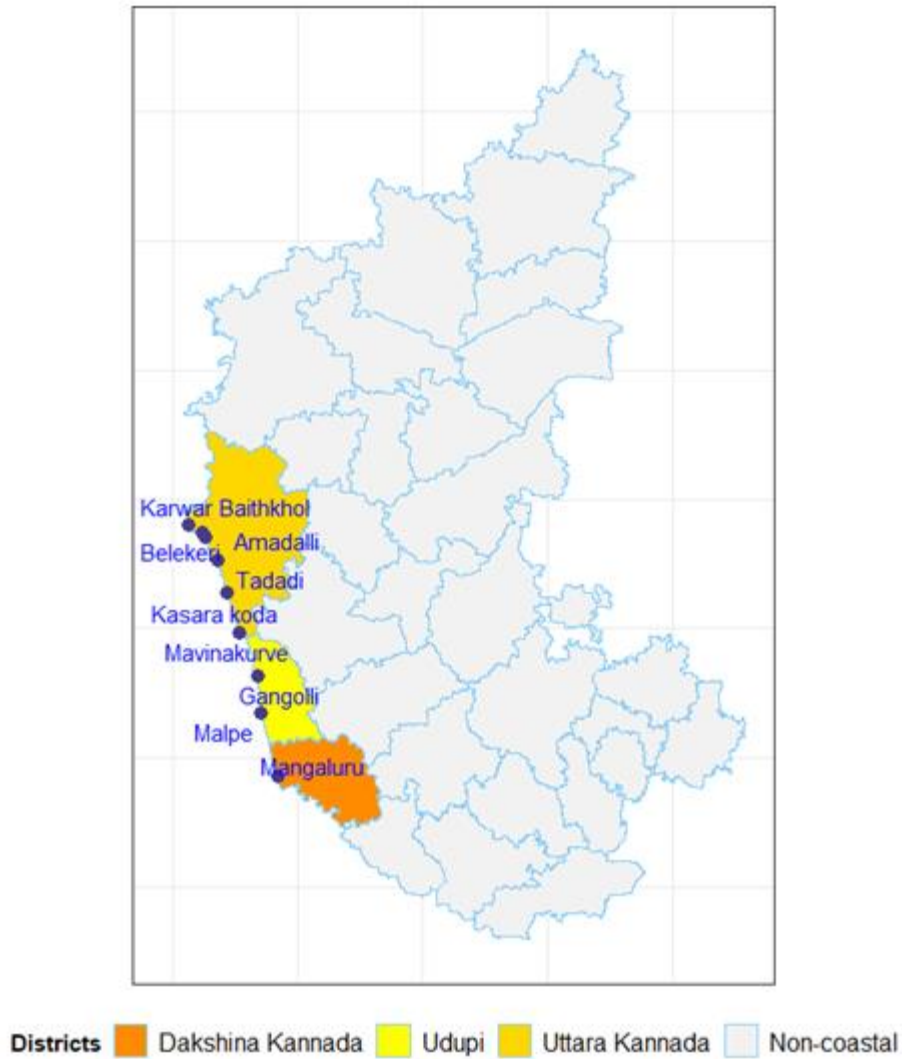 Karwar Baithkhol
Amadalli
Belekeri
Tadadi
Kasara koda
Mavinakurve
Gangolli
Malpe
Mangaluru
Districts Dakshina Kannada Udupi Uttara Kannada Non-coastal